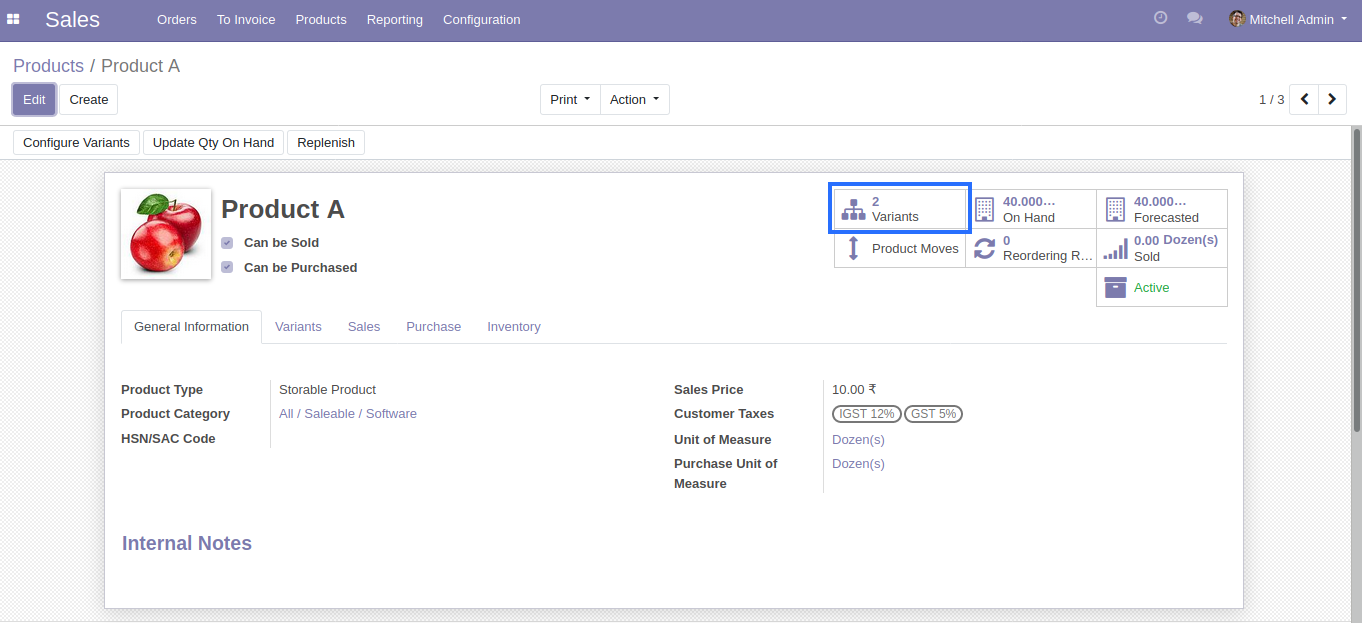 Sales Orders To Invoice Products Reporting Configuration Mitchell Admin
Products / Product A
Edit Create Print Action 1 / 3
Configure Variants Update Qty On Hand Replenish
Product A
Can be Sold
Can be Purchased
2 Variants
40.000... On Hand
40.000... Forecasted
Product Moves
0 Reordering R...
0.00 Dozen(s) Sold
Active
General Information Variants Sales Purchase Inventory
Product Type Storable Product
Product Category All / Saleable / Software
HSN/SAC Code
Sales Price 10.00 ₹
Customer Taxes IGST 12% GST 5%
Unit of Measure Dozen(s)
Purchase Unit of Measure Dozen(s)
Internal Notes